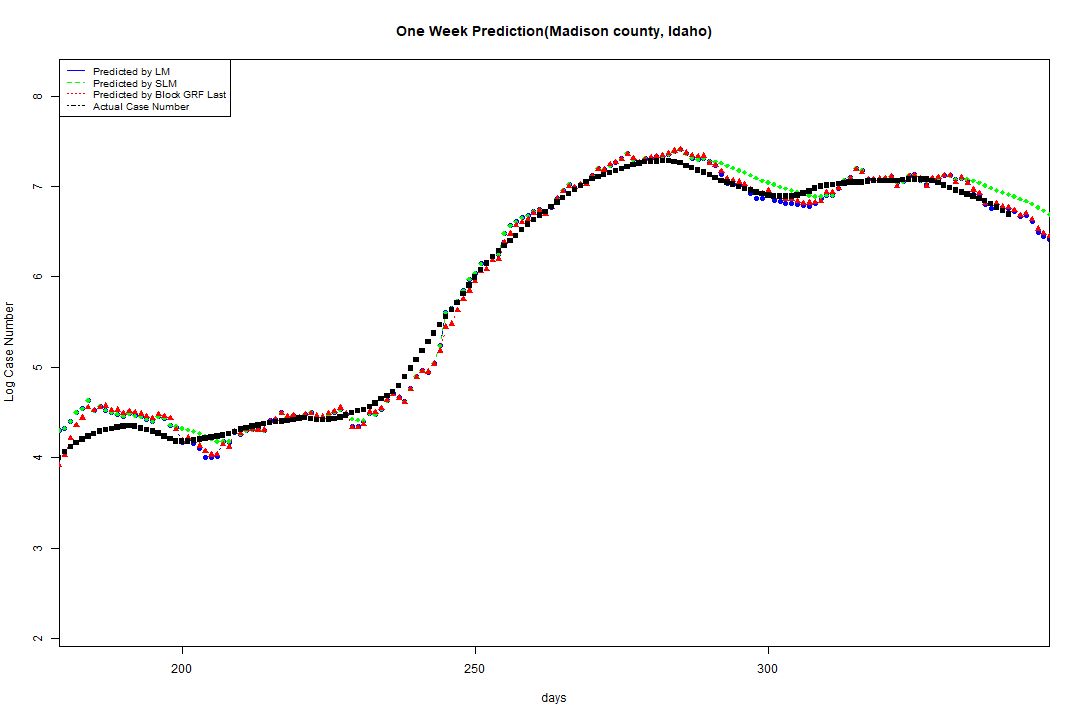 One Week Prediction(Madison county, Idaho)
Predicted by LM
Predicted by SLM
Predicted by Block GRF Last
Actual Case Number
8
7
6
5
4
3
2
Log Case Number
200 250 300
days